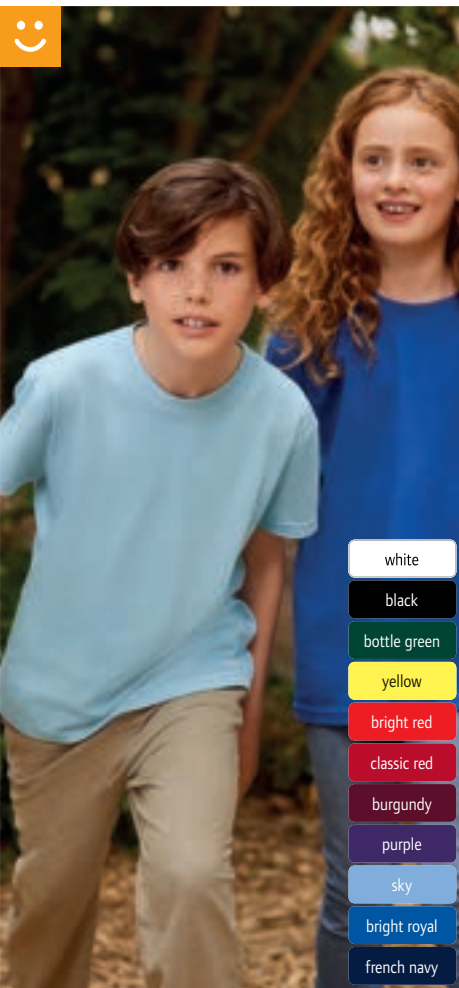 white
black
bottle green
yellow
bright red
classic red
burgundy
purple
sky
bright royal
french navy